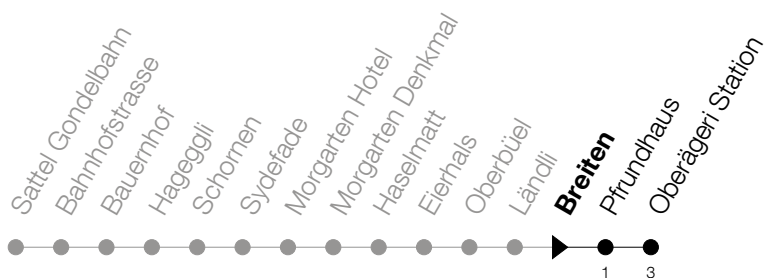 Sattel Gondelbahn
Bahnhofstrasse
Bauernhof
Hageggli
Schornen
Sydefade
Morgarten Hotel
Morgarten Denkmal
Haselmatt
Eierhals
Oberbüel
Ländli
Breiten
Pfrundhaus
Oberägeri Station
1
3